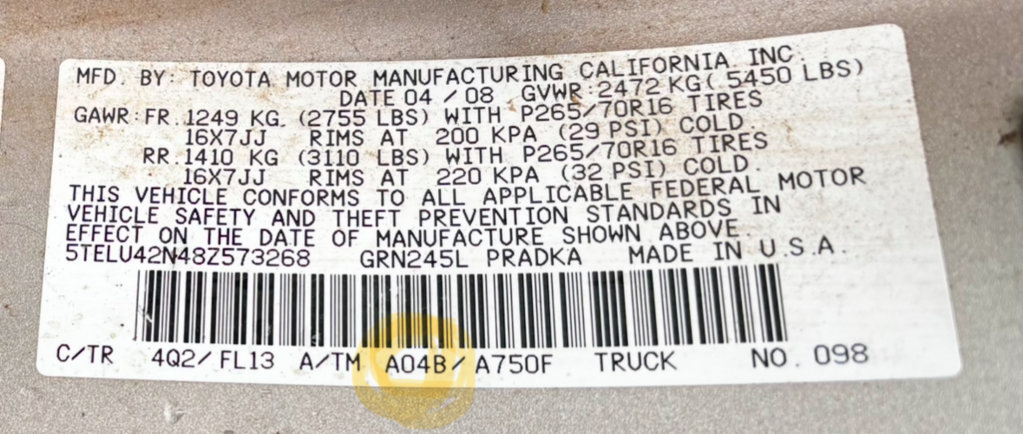 MFD. BY: TOYOTA MOTOR MANUFACTURING CALIFORNIA INC.
DATE 04 / 08 GVWR: 2472 KG ( 5450 LBS)
GAWR: FR. 1249 KG. (2755 LBS) WITH P265/70R16 TIRES
16X7JJ RIMS AT 200 KPA (29 PSI) COLD
RR. 1410 KG (3110 LBS) WITH P265/70R16 TIRES
16X7JJ RIMS AT 220 KPA (32 PSI) COLD.
THIS VEHICLE CONFORMS TO ALL APPLICABLE FEDERAL MOTOR
VEHICLE SAFETY AND THEFT PREVENTION STANDARDS IN
EFFECT ON THE DATE OF MANUFACTURE SHOWN ABOVE.
5TELU42N48Z573268 GRN245L PRADKA MADE IN U.S.A.
C/TR 4Q2/ FL13 A/TM A04B/ A750F TRUCK NO. 098